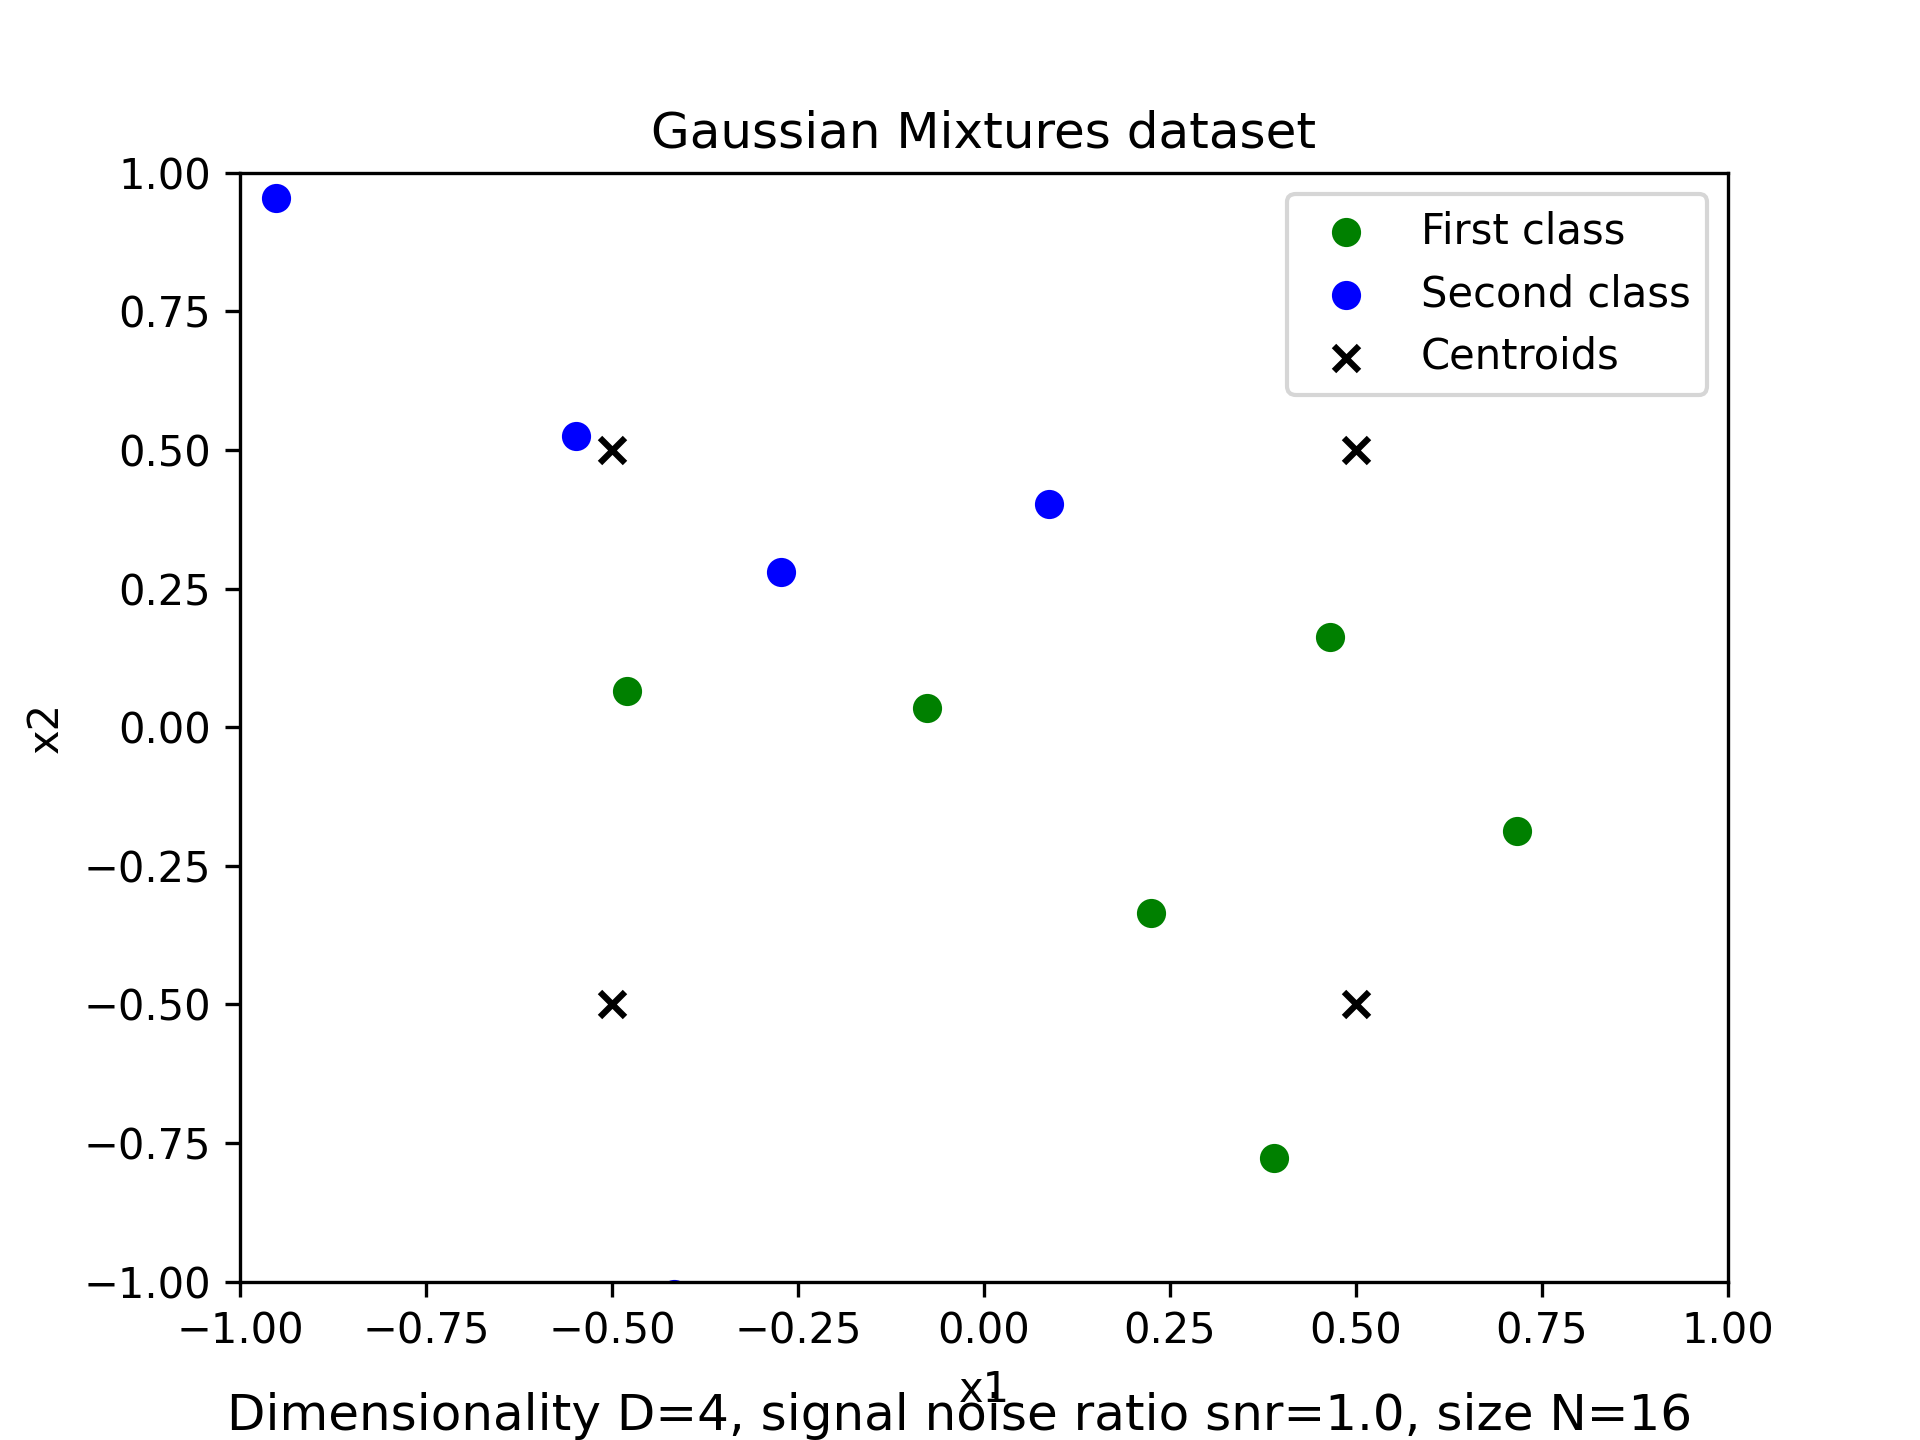 Gaussian Mixtures dataset
First class
Second class
Centroids
1.00
0.75
0.50
0.25
0.00
−0.25
−0.50
−0.75
−1.00
x2
−1.00 −0.75 −0.50 −0.25 0.00 0.25 0.50 0.75 1.00
x1
Dimensionality D=4, signal noise ratio snr=1.0, size N=16